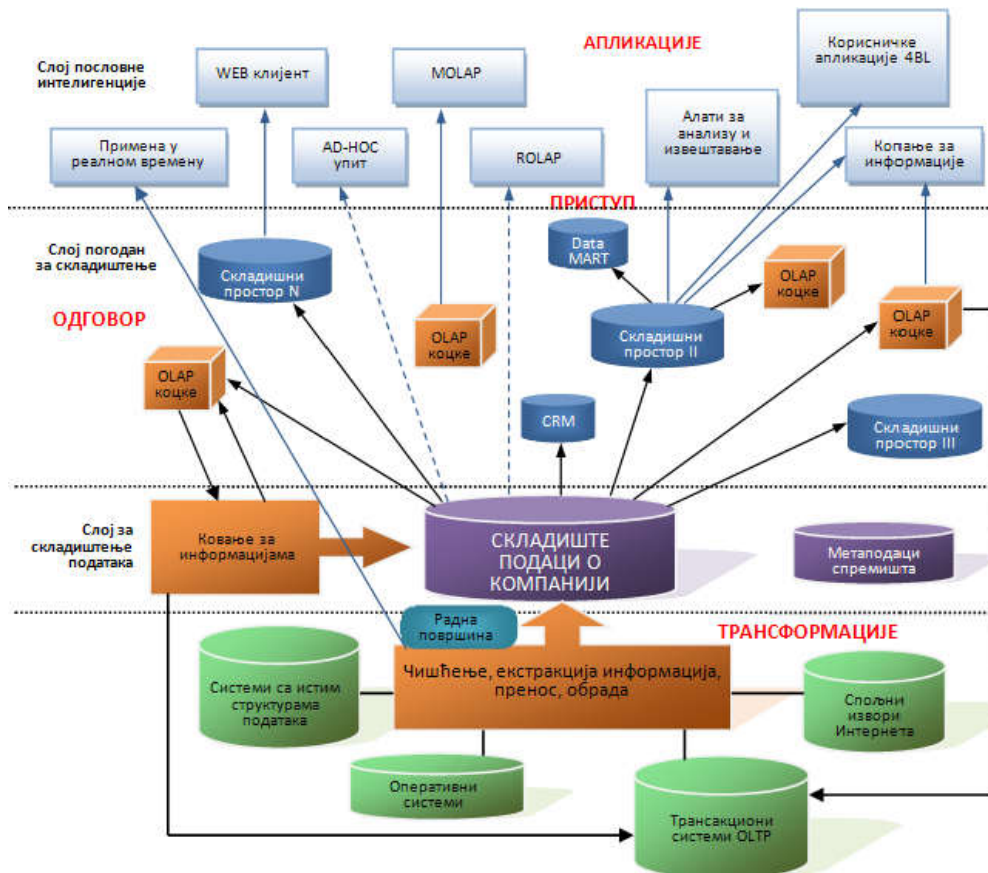 АПЛИКАЦИЈЕ
Слој пословне
интелигенције
WEB клијент
MOLAP
Корисничке
апликације 4BL
Примена у
реалном времену
AD-HOC
упит
ROLAP
Алати за
анализу и
извештавање
Копање за
информације
ПРИСТУП
Слој погодан
за складиштење
Складишни
простор N
Data
MART
OLAP
коцке
ОДГОВОР
OLAP
коцке
Складишни
простор II
OLAP
коцке
OLAP
коцке
CRM
Складишни
простор III
Слој за
складиштење
података
Ковање за
информацијама
СКЛАДИШТЕ
ПОДАЦИ О
КОМПАНИЈИ
Метаподаци
спремишта
Радна
површина
ТРАНСФОРМАЦИЈЕ
Чишћење, екстракција информација,
пренос, обрада
Системи са истим
структурама
података
Спољни
извори
Интернета
Оперативни
системи
Трансакциони
системи OLTP